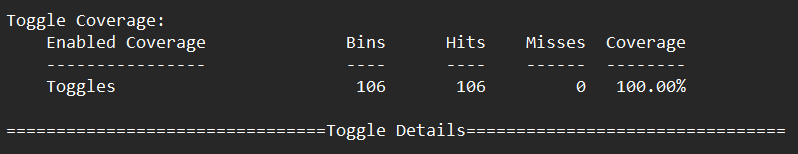 Toggle Coverage:
    Enabled Coverage              Bins      Hits    Misses  Coverage
    ----------------              ----      ----    ------  --------
    Toggles                        106       106         0   100.00%

================================Toggle Details================================